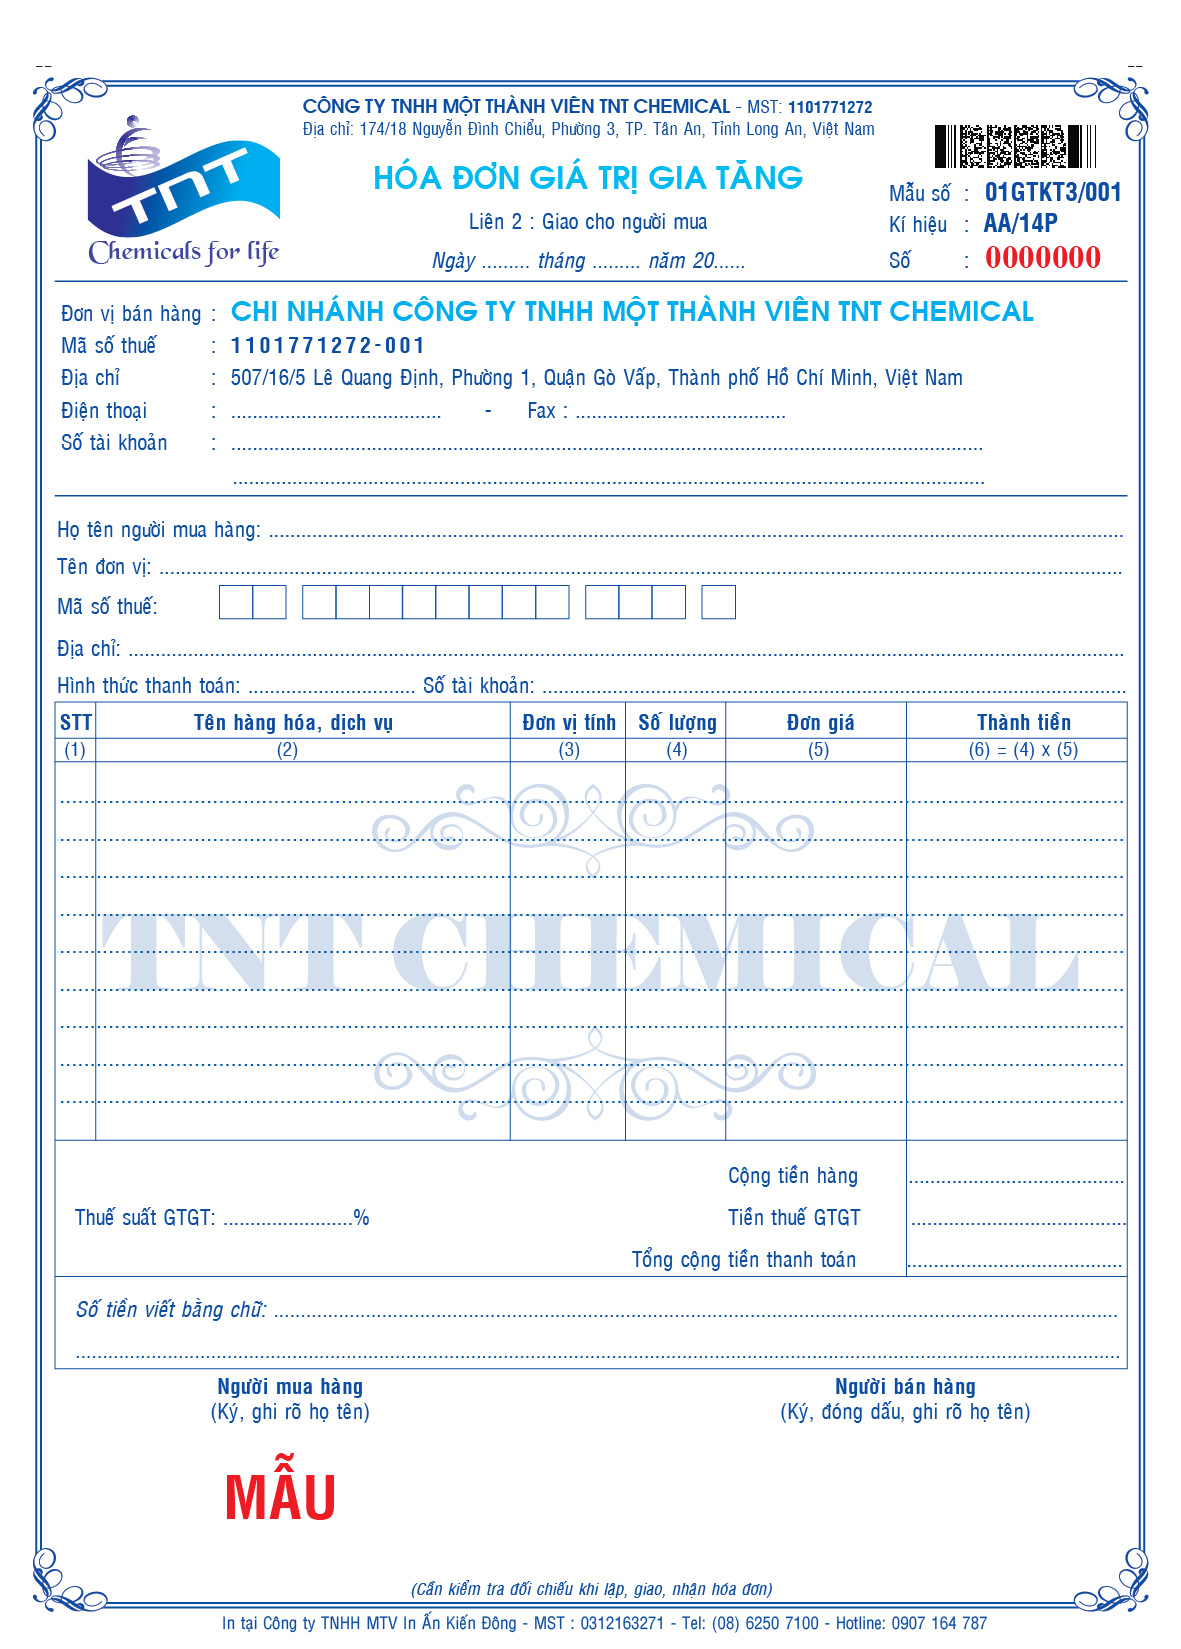 CÔNG TY TNHH MỘT THÀNH VIÊN TNT CHEMICAL - MST: 1101771272
Địa chỉ: 174/18 Nguyễn Đình Chiểu, Phường 3, TP. Tân An, Tỉnh Long An, Việt Nam
TNT
Chemicals for life
HÓA ĐƠN GIÁ TRỊ GIA TĂNG
Liên 2 : Giao cho người mua
Ngày ......... tháng ......... năm 20......
Mẫu số : 01GTKT3/001
Kí hiệu : AA/14P
Số : 0000000
Đơn vị bán hàng : CHI NHÁNH CÔNG TY TNHH MỘT THÀNH VIÊN TNT CHEMICAL
Mã số thuế : 1101771272-001
Địa chỉ : 507/16/5 Lê Quang Định, Phường 1, Quận Gò Vấp, Thành phố Hồ Chí Minh, Việt Nam
Điện thoại : ....................................... - Fax : .......................................
Số tài khoản : ...........................................................................................
...........................................................................................
Họ tên người mua hàng: ...........................................................................................
Tên đơn vị: ...........................................................................................
Mã số thuế:
Địa chỉ: ...........................................................................................
Hình thức thanh toán: ............................... Số tài khoản: ...........................................................................................
STT Tên hàng hóa, dịch vụ Đơn vị tính Số lượng Đơn giá Thành tiền
(1) (2) (3) (4) (5) (6) = (4) x (5)
TNT CHEMICAL
Cộng tiền hàng ........................................
Thuế suất GTGT: ........................% Tiền thuế GTGT ........................................
Tổng cộng tiền thanh toán ........................................
Số tiền viết bằng chữ: ...........................................................................................
...........................................................................................
Người mua hàng Người bán hàng
(Ký, ghi rõ họ tên) (Ký, đóng dấu, ghi rõ họ tên)
MẪU
(Cần kiểm tra đối chiếu khi lập, giao, nhận hóa đơn)
In tại Công ty TNHH MTV In Ấn Kiến Đông - MST : 0312163271 - Tel: (08) 6250 7100 - Hotline: 0907 164 787